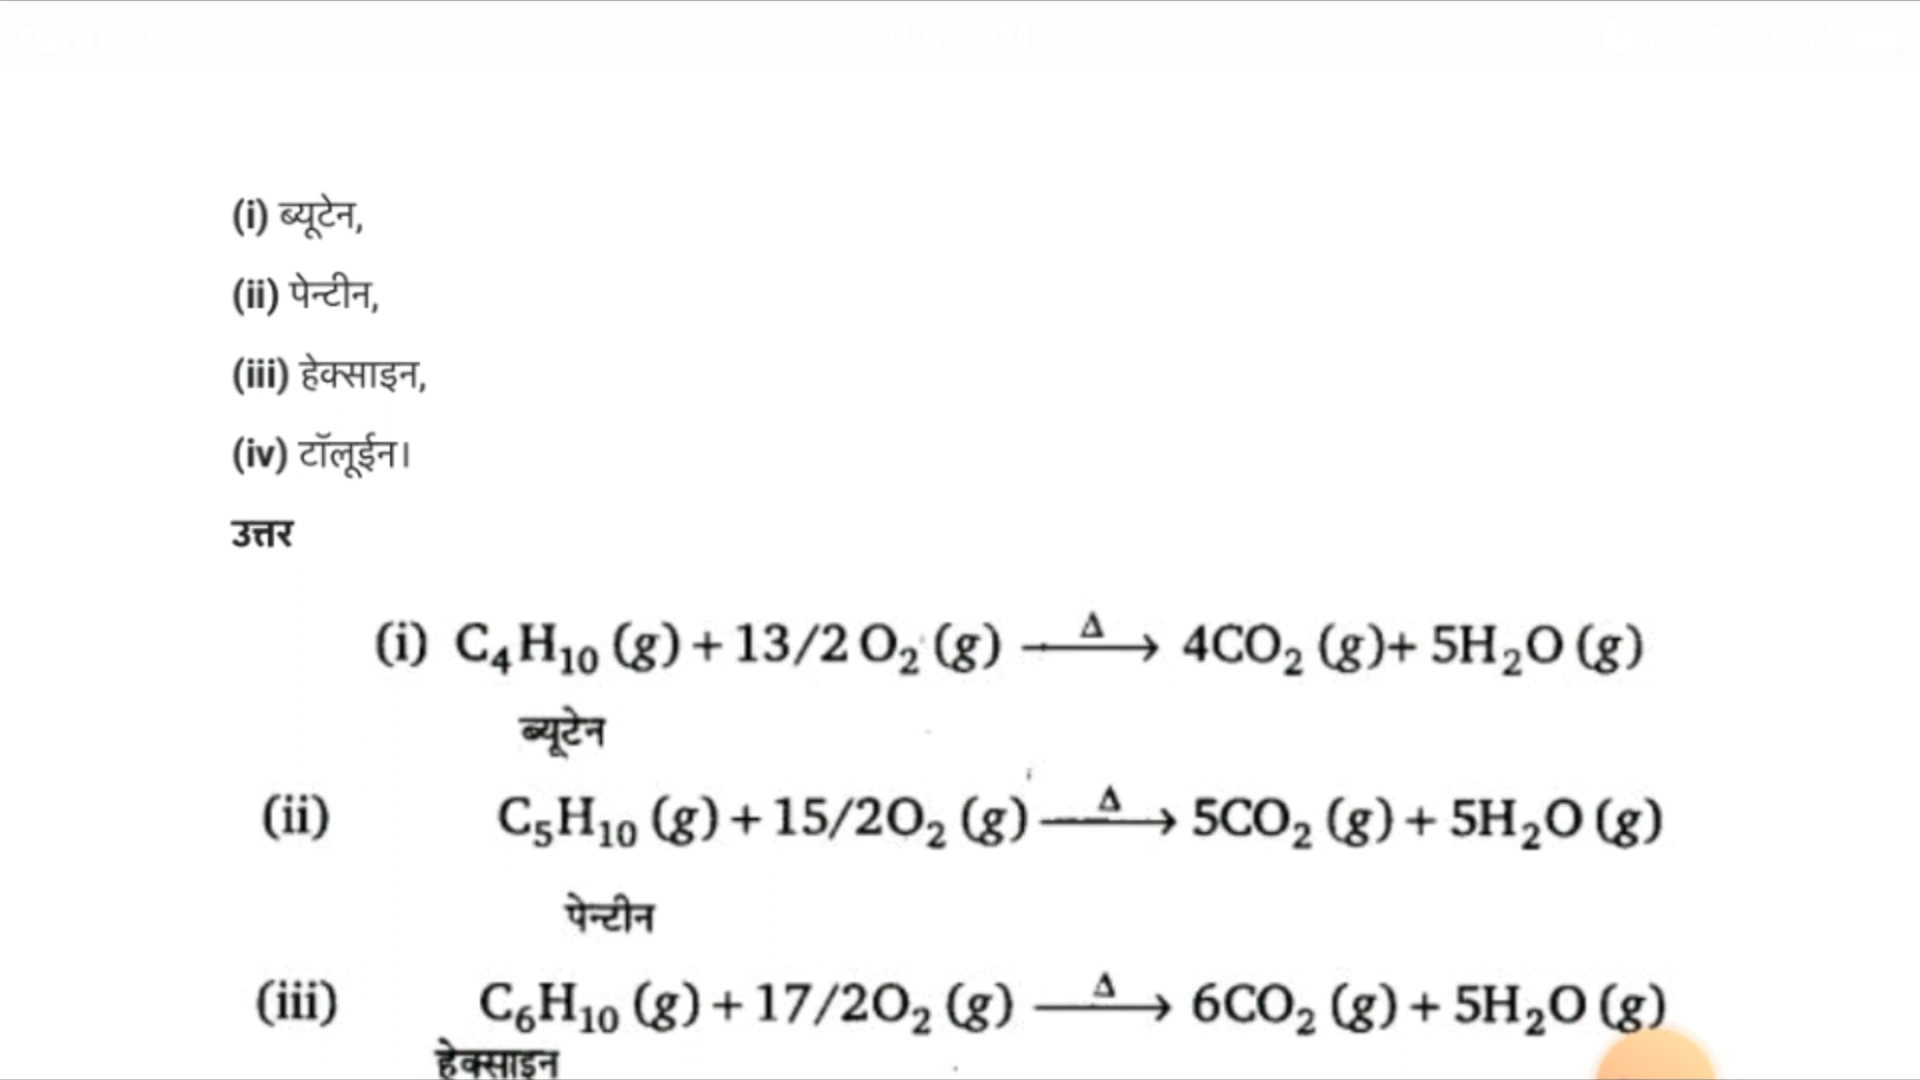 (i) ब्यूटेन,
(ii) पेन्टीन,
(iii) हेक्साइन,
(iv) टॉलूईन।
उत्तर
(i) C₄H₁₀ (g) + 13/2 O₂ (g) —Δ→ 4CO₂ (g)+ 5H₂O (g)
ब्यूटेन
(ii) C₅H₁₀ (g) + 15/2O₂ (g) —Δ→ 5CO₂ (g) + 5H₂O (g)
पेन्टीन
(iii) C₆H₁₀ (g) + 17/2O₂ (g) —Δ→ 6CO₂ (g) + 5H₂O (g)
हेक्साइन